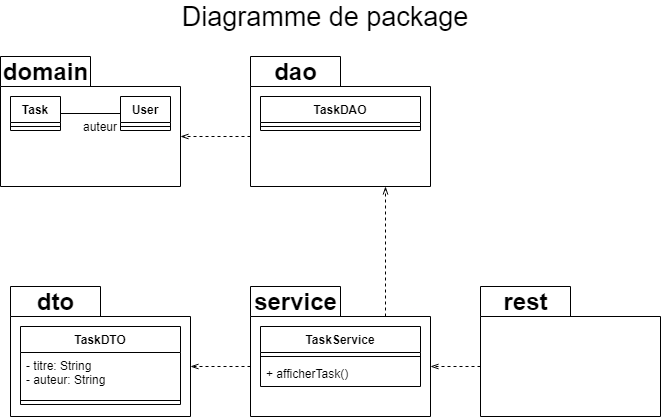 Diagramme de package
domain
dao
Task
User
auteur
TaskDAO
dto
service
rest
TaskDTO
- titre: String
- auteur: String
TaskService
+ afficherTask()